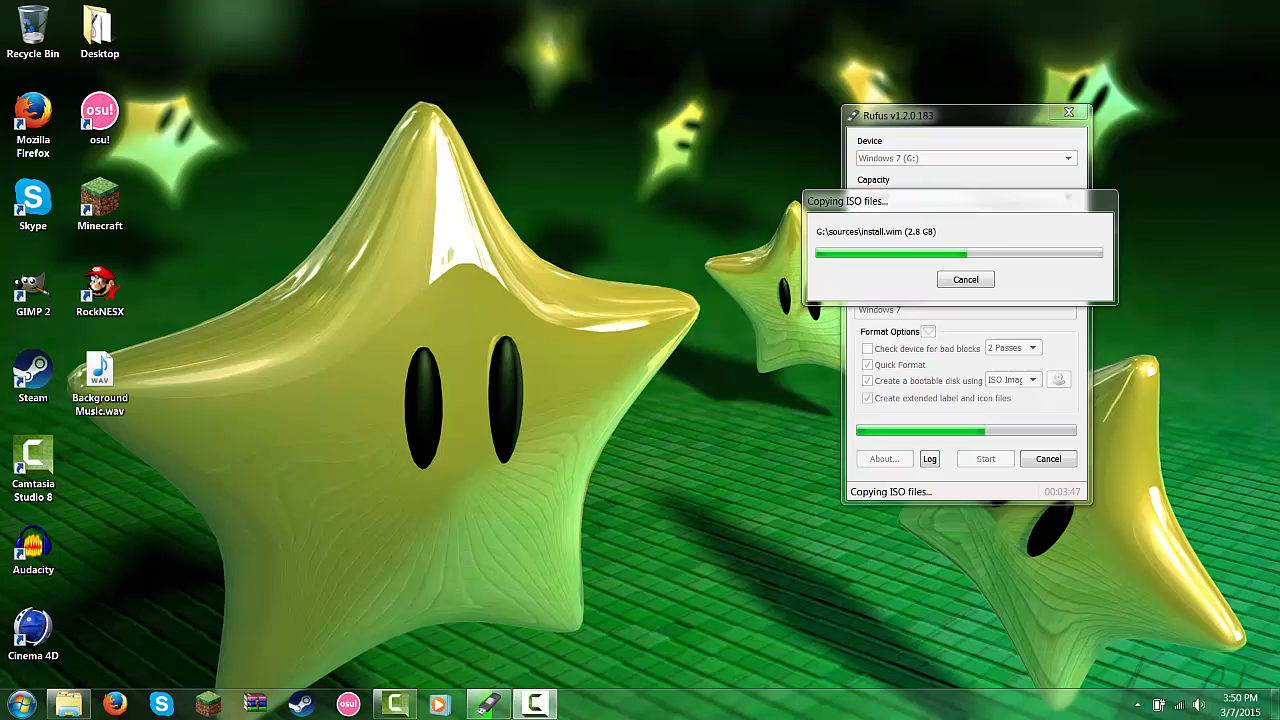 Recycle Bin
Desktop
Mozilla
Firefox
osu!
osu!
Skype
Minecraft
GIMP 2
RockNESX
Steam
WAV
Background
Music.wav
Camtasia
Studio 8
Audacity
Cinema 4D
Rufus v1.2.0.183
Device
Windows 7 (G:)
Capacity
Copying ISO files...
G:\sources\install.wim (2.8 GB)
Cancel
Windows 7
Format Options
Check device for bad blocks
2 Passes
Quick Format
Create a bootable disk using
ISO Imag
Create extended label and icon files
About...
Log
Start
Cancel
Copying ISO files...
00:03:47
osu!
3:50 PM
3/7/2015